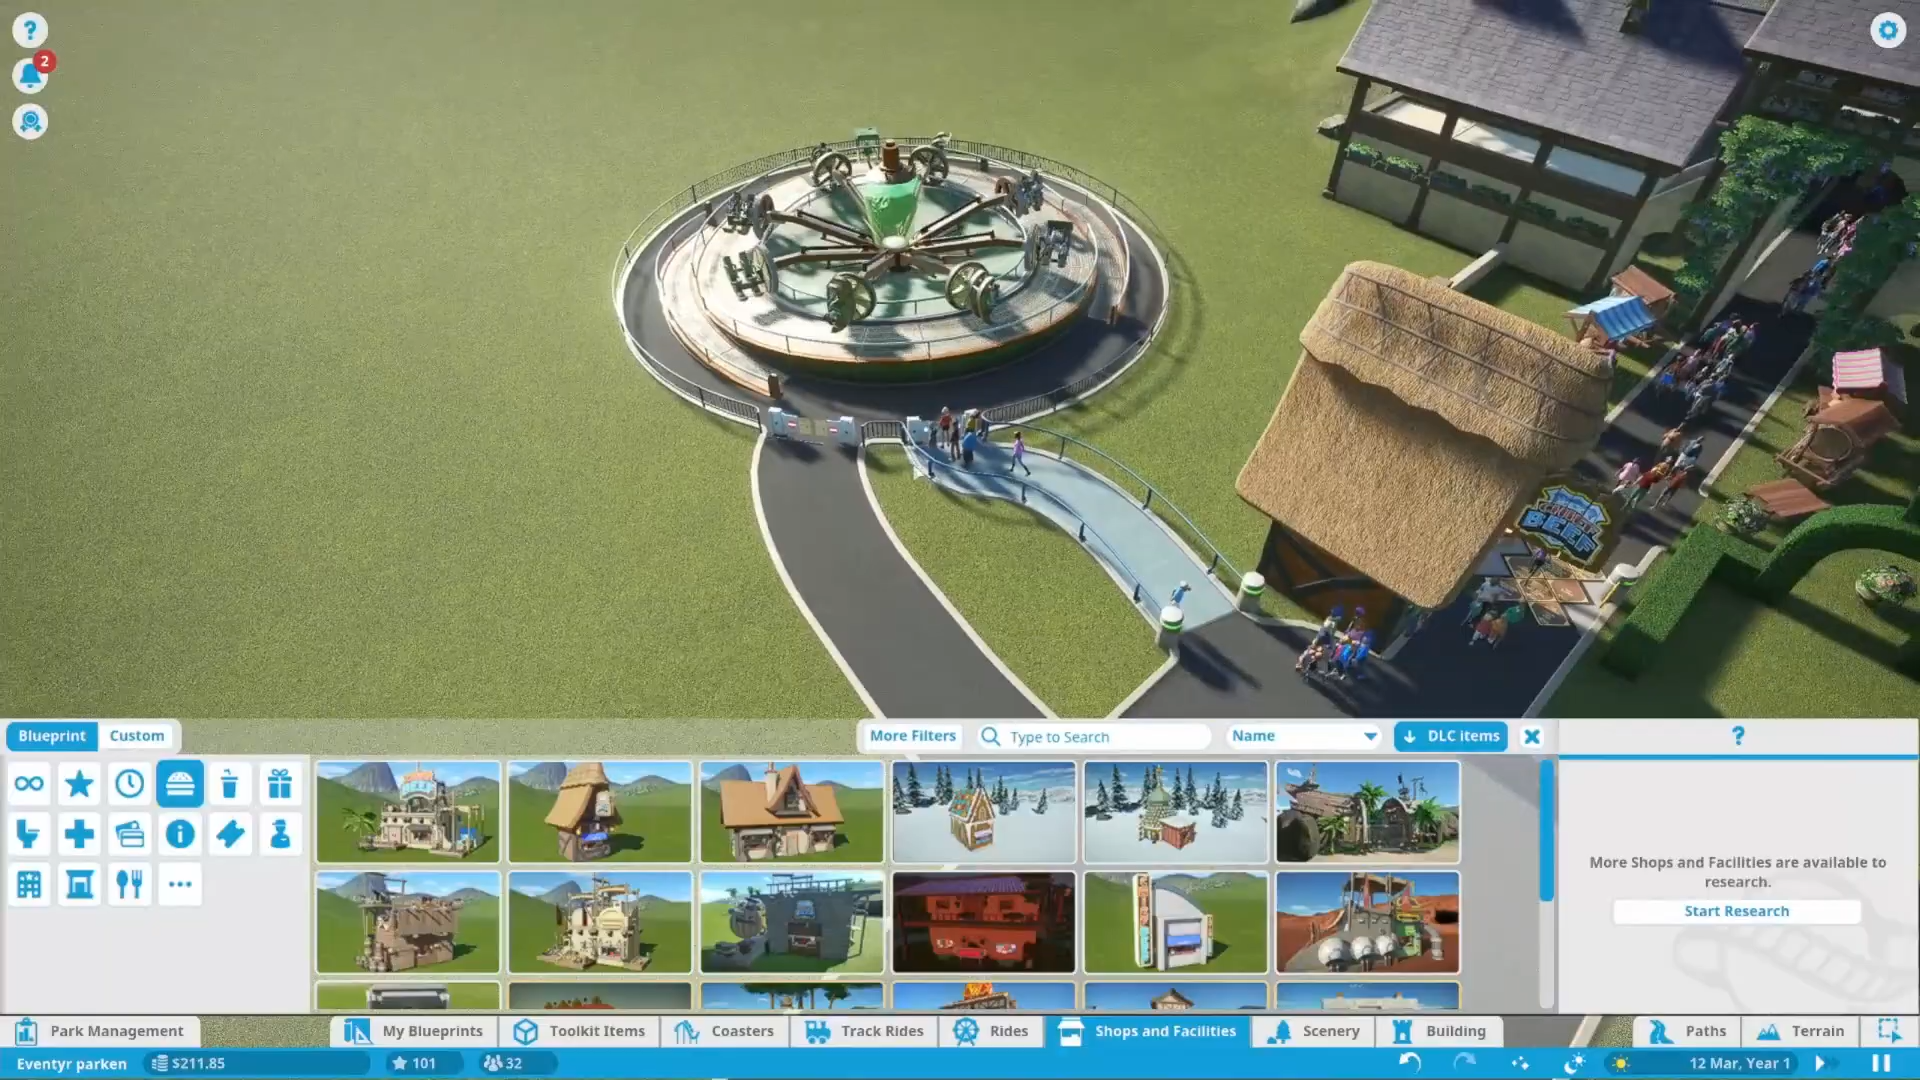 ?
2
CHIEF
BEEF
Blueprint
Custom
More Filters
Type to Search
Name
DLC items
?
More Shops and Facilities are available to
research.
Start Research
Park Management
My Blueprints
Toolkit Items
Coasters
Track Rides
Rides
Shops and Facilities
Scenery
Building
Paths
Terrain
Eventyr parken
$211.85
101
32
12 Mar, Year 1